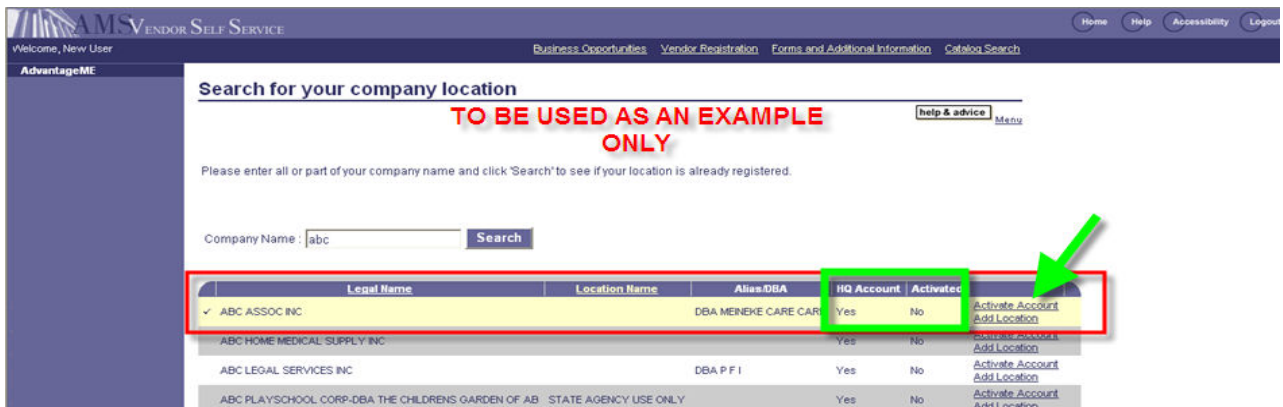 AMS VENDOR SELF SERVICE
Home Help Accessibility Logout
Welcome, New User
Business Opportunities Vendor Registration Forms and Additional Information Catalog Search
AdvantageME
Search for your company location
TO BE USED AS AN EXAMPLE
ONLY
help & advice Menu
Please enter all or part of your company name and click 'Search' to see if your location is already registered.
Company Name : abc Search
Legal Name Location Name Alias/DBA HQ Account Activated
✓ ABC ASSOC INC DBA MEINEKE CARE CARE Yes No Activate Account
Add Location
ABC HOME MEDICAL SUPPLY INC Yes No Activate Account
Add Location
ABC LEGAL SERVICES INC DBA P F I Yes No Activate Account
Add Location
ABC PLAYSCHOOL CORP-DBA THE CHILDRENS GARDEN OF AB STATE AGENCY USE ONLY Yes No Activate Account
Add Location